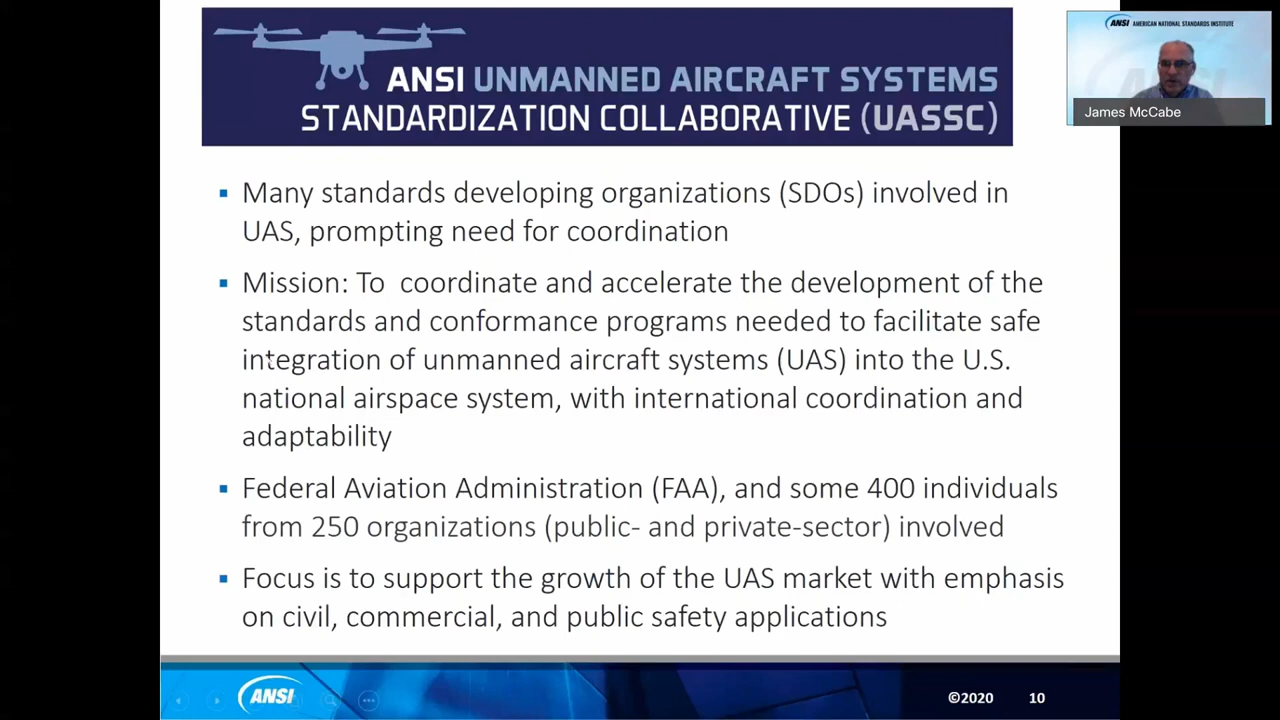 ANSI UNMANNED AIRCRAFT SYSTEMS
STANDARDIZATION COLLABORATIVE (UASSC)
ANSI AMERICAN NATIONAL STANDARDS INSTITUTE
James McCabe
▪ Many standards developing organizations (SDOs) involved in
UAS, prompting need for coordination
▪ Mission: To coordinate and accelerate the development of the
standards and conformance programs needed to facilitate safe
integration of unmanned aircraft systems (UAS) into the U.S.
national airspace system, with international coordination and
adaptability
▪ Federal Aviation Administration (FAA), and some 400 individuals
from 250 organizations (public- and private-sector) involved
▪ Focus is to support the growth of the UAS market with emphasis
on civil, commercial, and public safety applications
ANSI
©2020 10